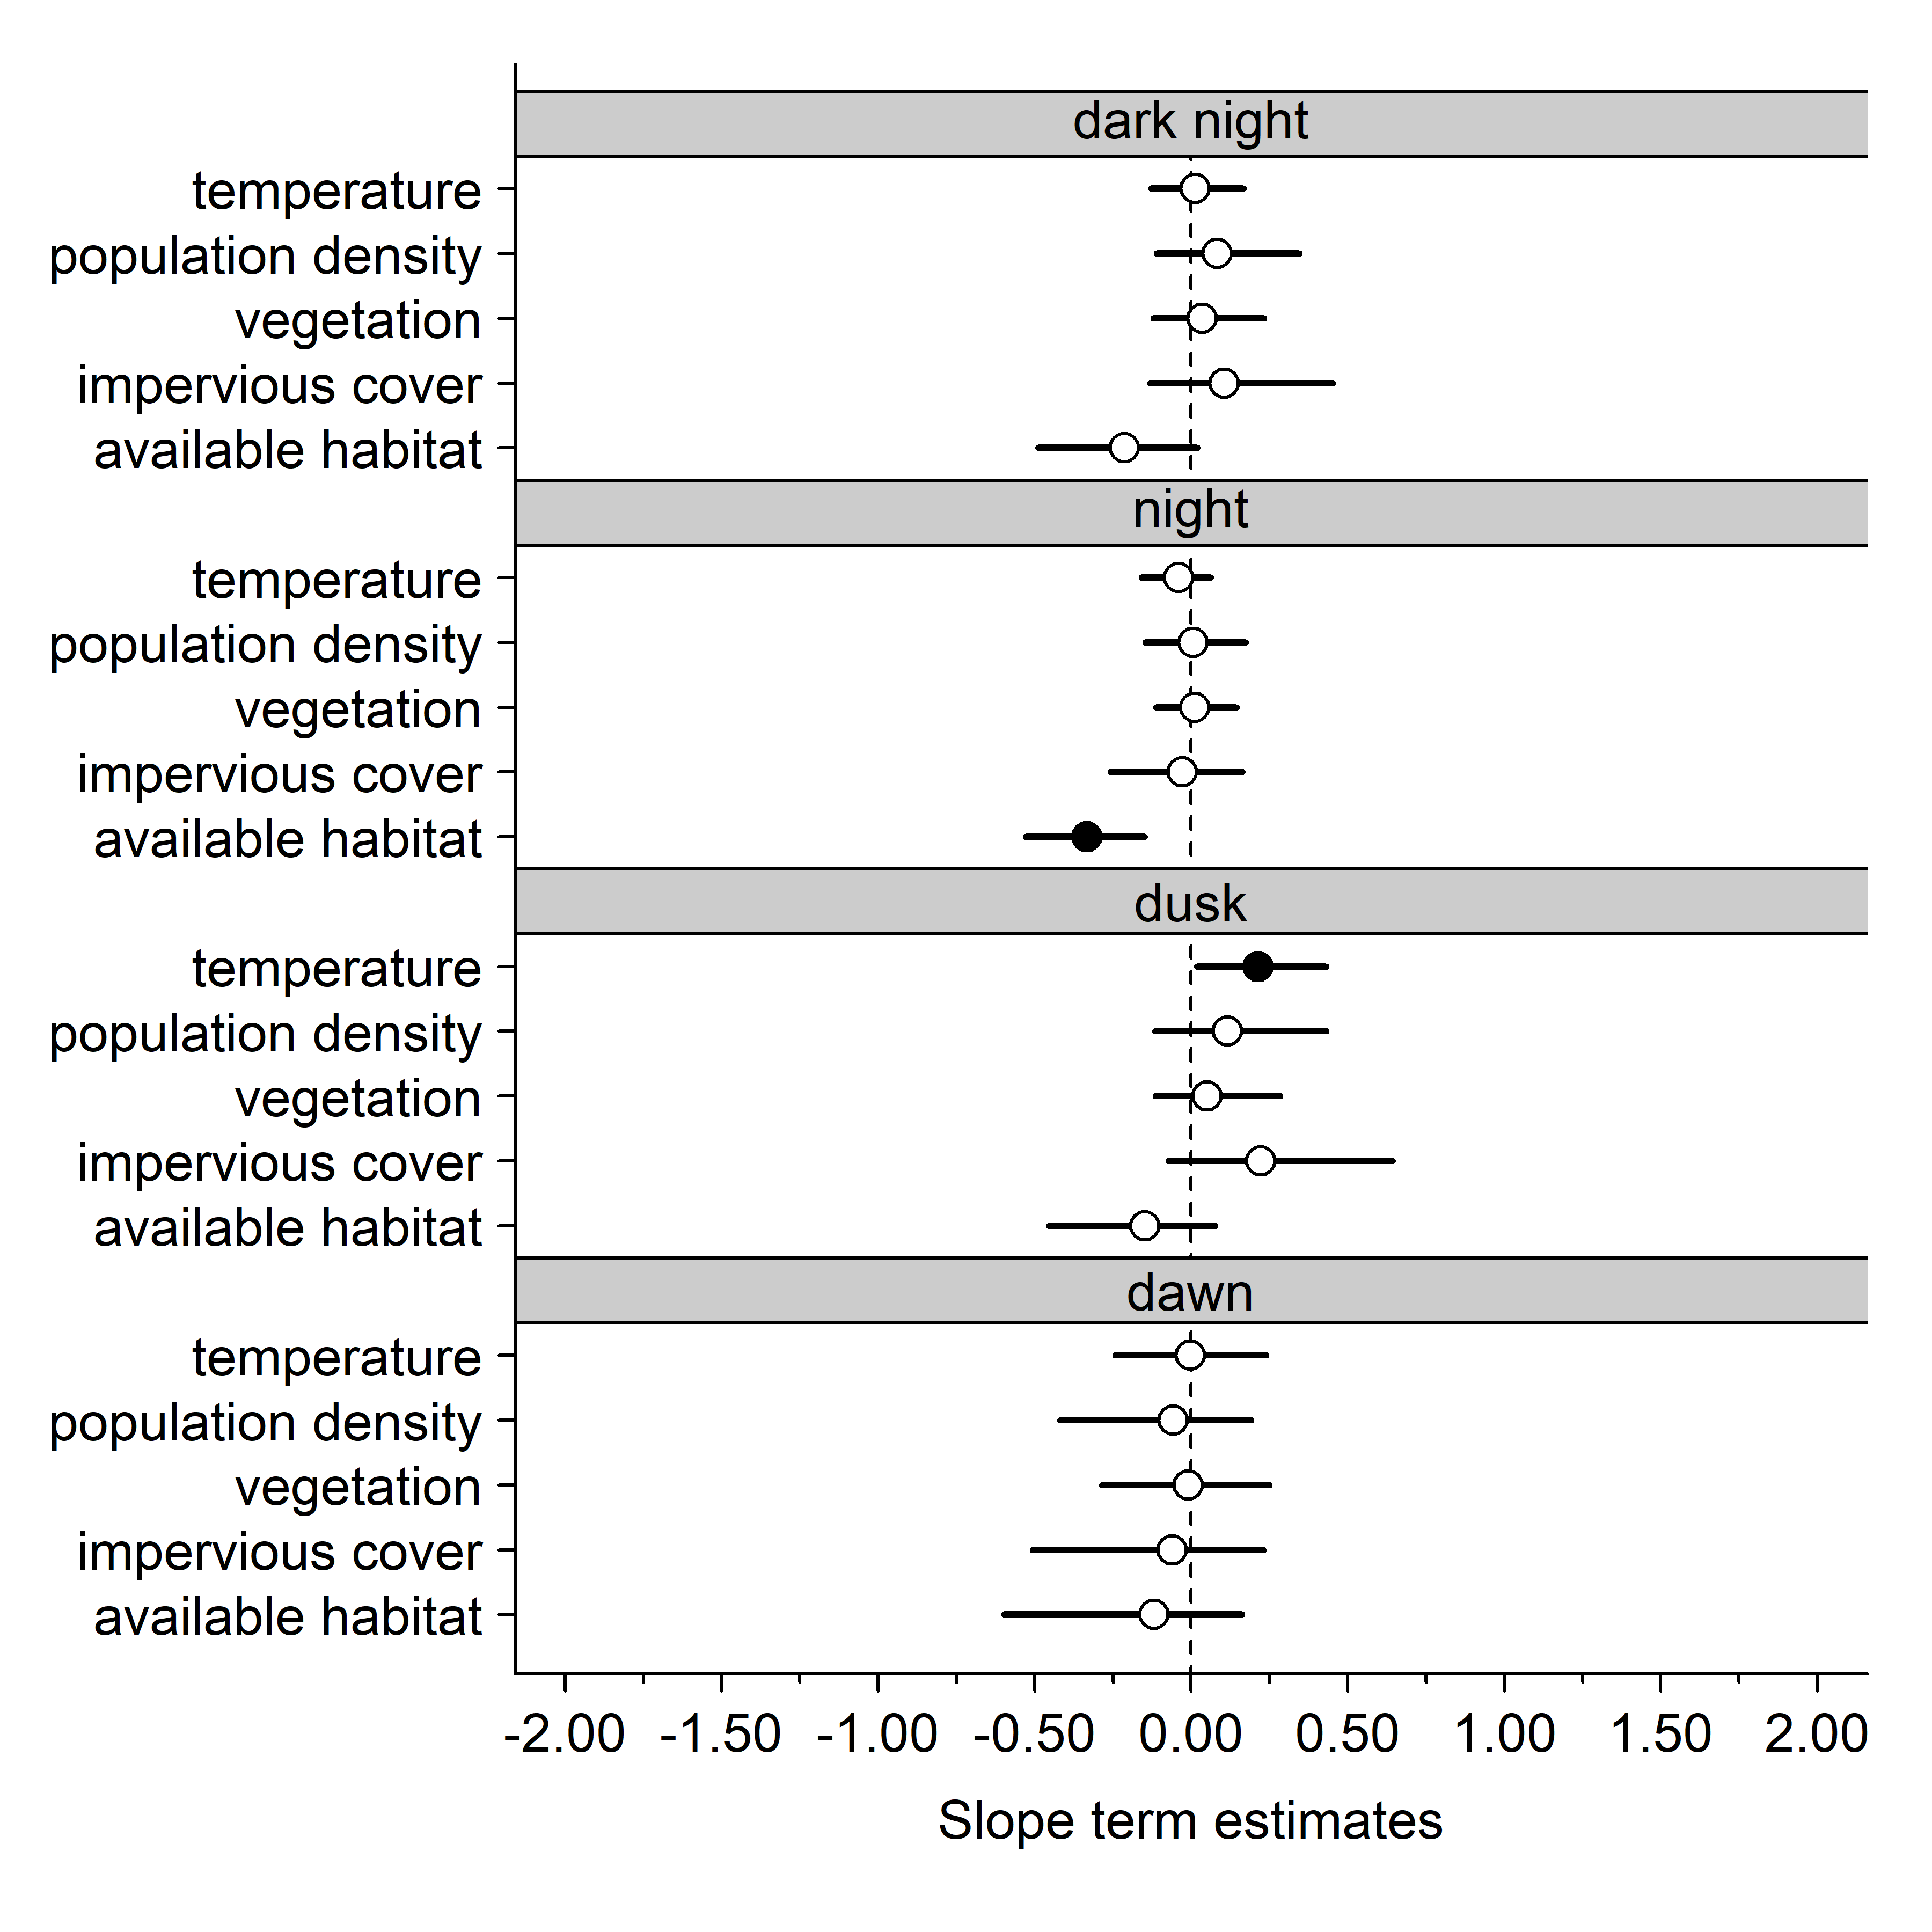 dark night
temperature
population density
vegetation
impervious cover
available habitat
night
temperature
population density
vegetation
impervious cover
available habitat
dusk
temperature
population density
vegetation
impervious cover
available habitat
dawn
temperature
population density
vegetation
impervious cover
available habitat
-2.00 -1.50 -1.00 -0.50 0.00 0.50 1.00 1.50 2.00
Slope term estimates